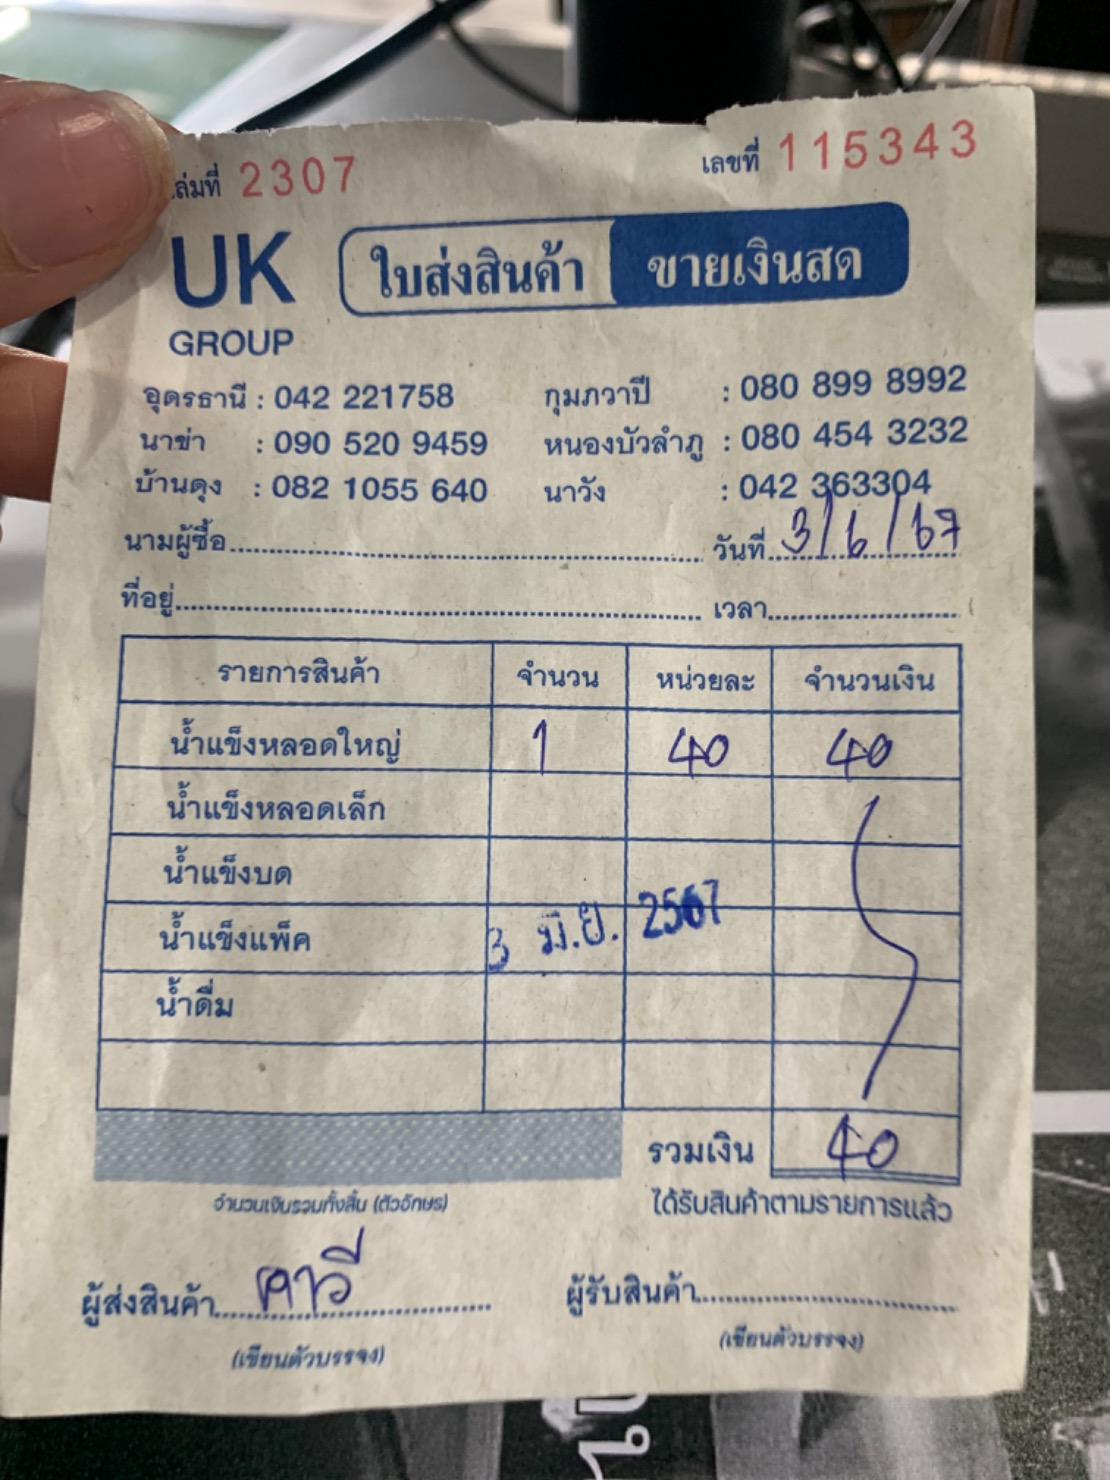 เล่มที่ 2307 เลขที่ 115343
UK GROUP ใบส่งสินค้า ขายเงินสด
อุดรธานี : 042 221758 กุมภวาปี : 080 899 8992
นาข่า : 090 520 9459 หนองบัวลำภู : 080 454 3232
บ้านดุง : 082 1055 640 นาวัง : 042 363304
นามผู้ซื้อ วันที่ 3/6/67
ที่อยู่ เวลา
รายการสินค้า จำนวน หน่วยละ จำนวนเงิน
น้ำแข็งหลอดใหญ่ 1 40 40
น้ำแข็งหลอดเล็ก
น้ำแข็งบด
น้ำแข็งแพ็ค 3 มิ.ย. 2567
น้ำดื่ม
รวมเงิน 40
จำนวนเงินรวมทั้งสิ้น (ตัวอักษร) ได้รับสินค้าตามรายการแล้ว
ผู้ส่งสินค้า ผู้รับสินค้า
(เขียนตัวบรรจง) (เขียนตัวบรรจง)